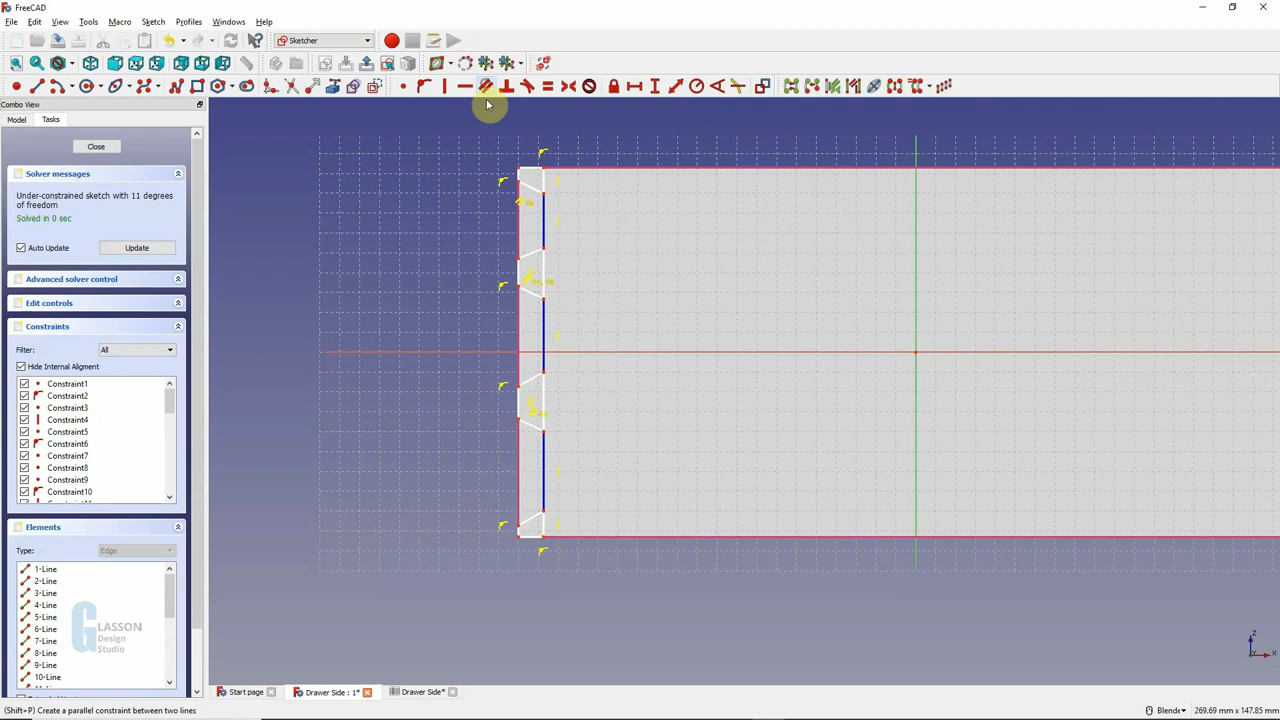 FreeCAD
File Edit View Tools Macro Sketch Profiles Windows Help
Sketcher
Combo View
Model Tasks
Close
Solver messages
Under-constrained sketch with 11 degrees
of freedom
Solved in 0 sec
Auto Update Update
Advanced solver control
Edit controls
Constraints
Filter: All
Hide Internal Aligment
Constraint1
Constraint2
Constraint3
Constraint4
Constraint5
Constraint6
Constraint7
Constraint8
Constraint9
Constraint10
Elements
Type: Edge
1-Line
2-Line
3-Line
4-Line
5-Line
6-Line
7-Line
8-Line
9-Line
10-Line
GLASSON
Design
Studio
Z
X
Start page Drawer Side : 1* Drawer Side*
(Shift+P) Create a parallel constraint between two lines Blender 269.69 mm x 147.85 mm